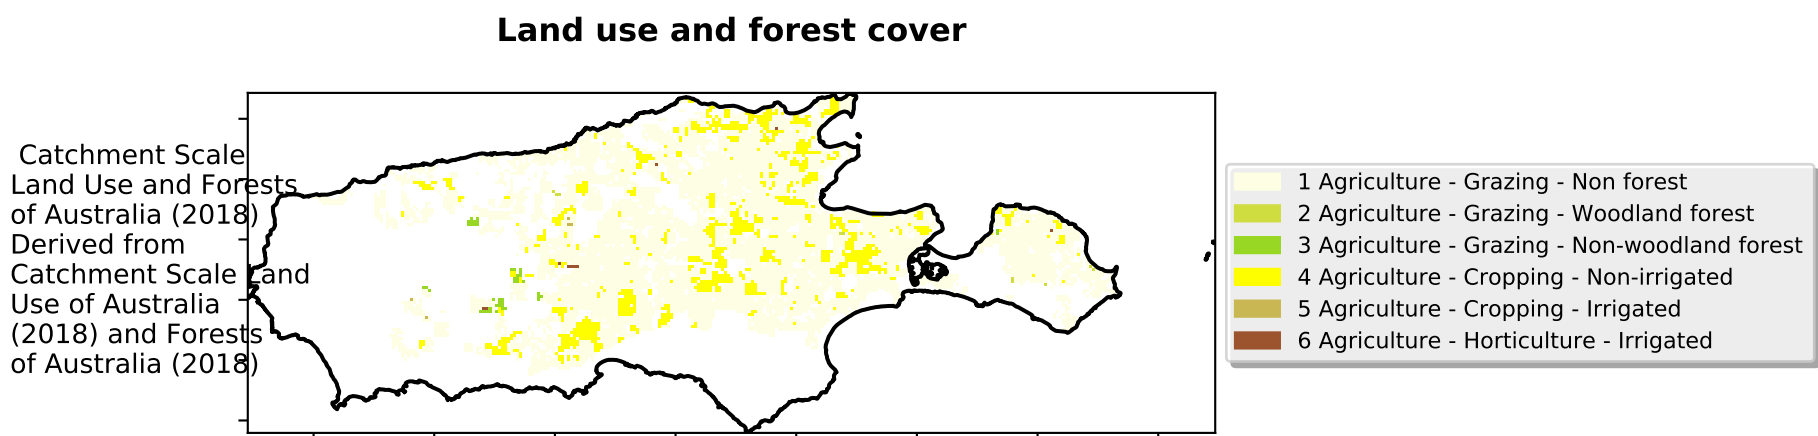 Land use and forest cover
Catchment Scale
Land Use and Forests
of Australia (2018)
Derived from
Catchment Scale Land
Use of Australia
(2018) and Forests
of Australia (2018)
1 Agriculture - Grazing - Non forest
2 Agriculture - Grazing - Woodland forest
3 Agriculture - Grazing - Non-woodland forest
4 Agriculture - Cropping - Non-irrigated
5 Agriculture - Cropping - Irrigated
6 Agriculture - Horticulture - Irrigated